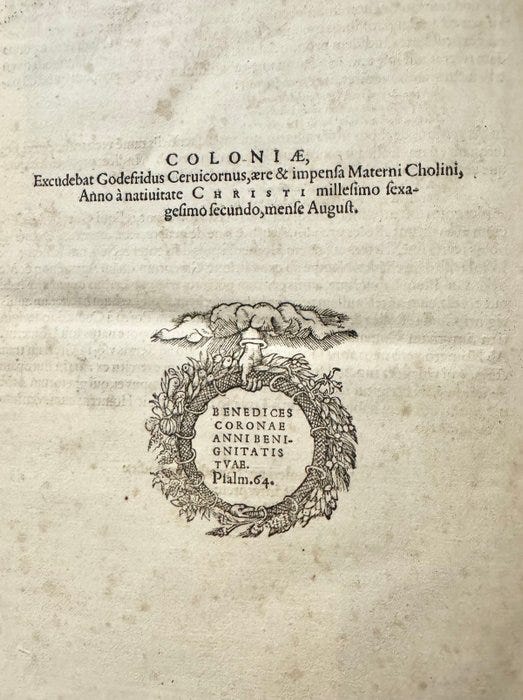 COLONIÆ,
Excudebat Godefridus Ceruicornus, ære & impenſa Materni Cholini,
Anno à natiuitate CHRISTI milleſimo ſexa-
geſimo ſecundo, menſe Auguſt.
BENEDICES
CORONAE
ANNI BENI-
GNITATIS
TVAE.
Pſalm. 64.